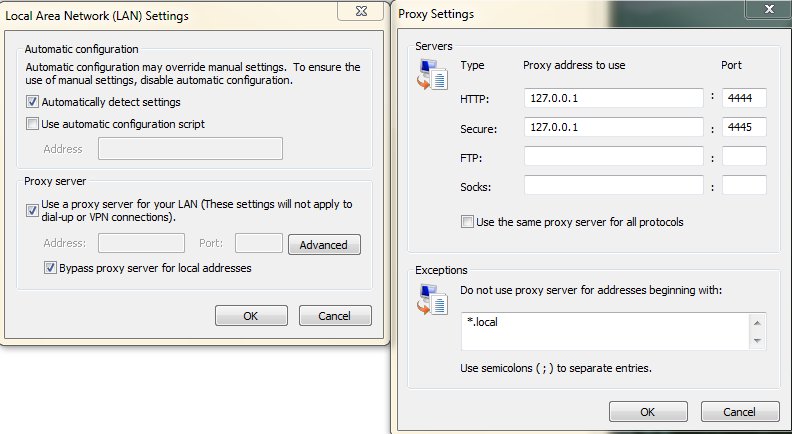 Local Area Network (LAN) Settings
Automatic configuration
Automatic configuration may override manual settings. To ensure the
use of manual settings, disable automatic configuration.
Automatically detect settings
Use automatic configuration script
Address
Proxy server
Use a proxy server for your LAN (These settings will not apply to
dial-up or VPN connections).
Address:
Port:
Advanced
Bypass proxy server for local addresses
OK
Cancel
Proxy Settings
Servers
Type
Proxy address to use
Port
HTTP:
127.0.0.1
:
4444
Secure:
127.0.0.1
:
4445
FTP:
:
Socks:
:
Use the same proxy server for all protocols
Exceptions
Do not use proxy server for addresses beginning with:
*.local
Use semicolons ( ; ) to separate entries.
OK
Cancel